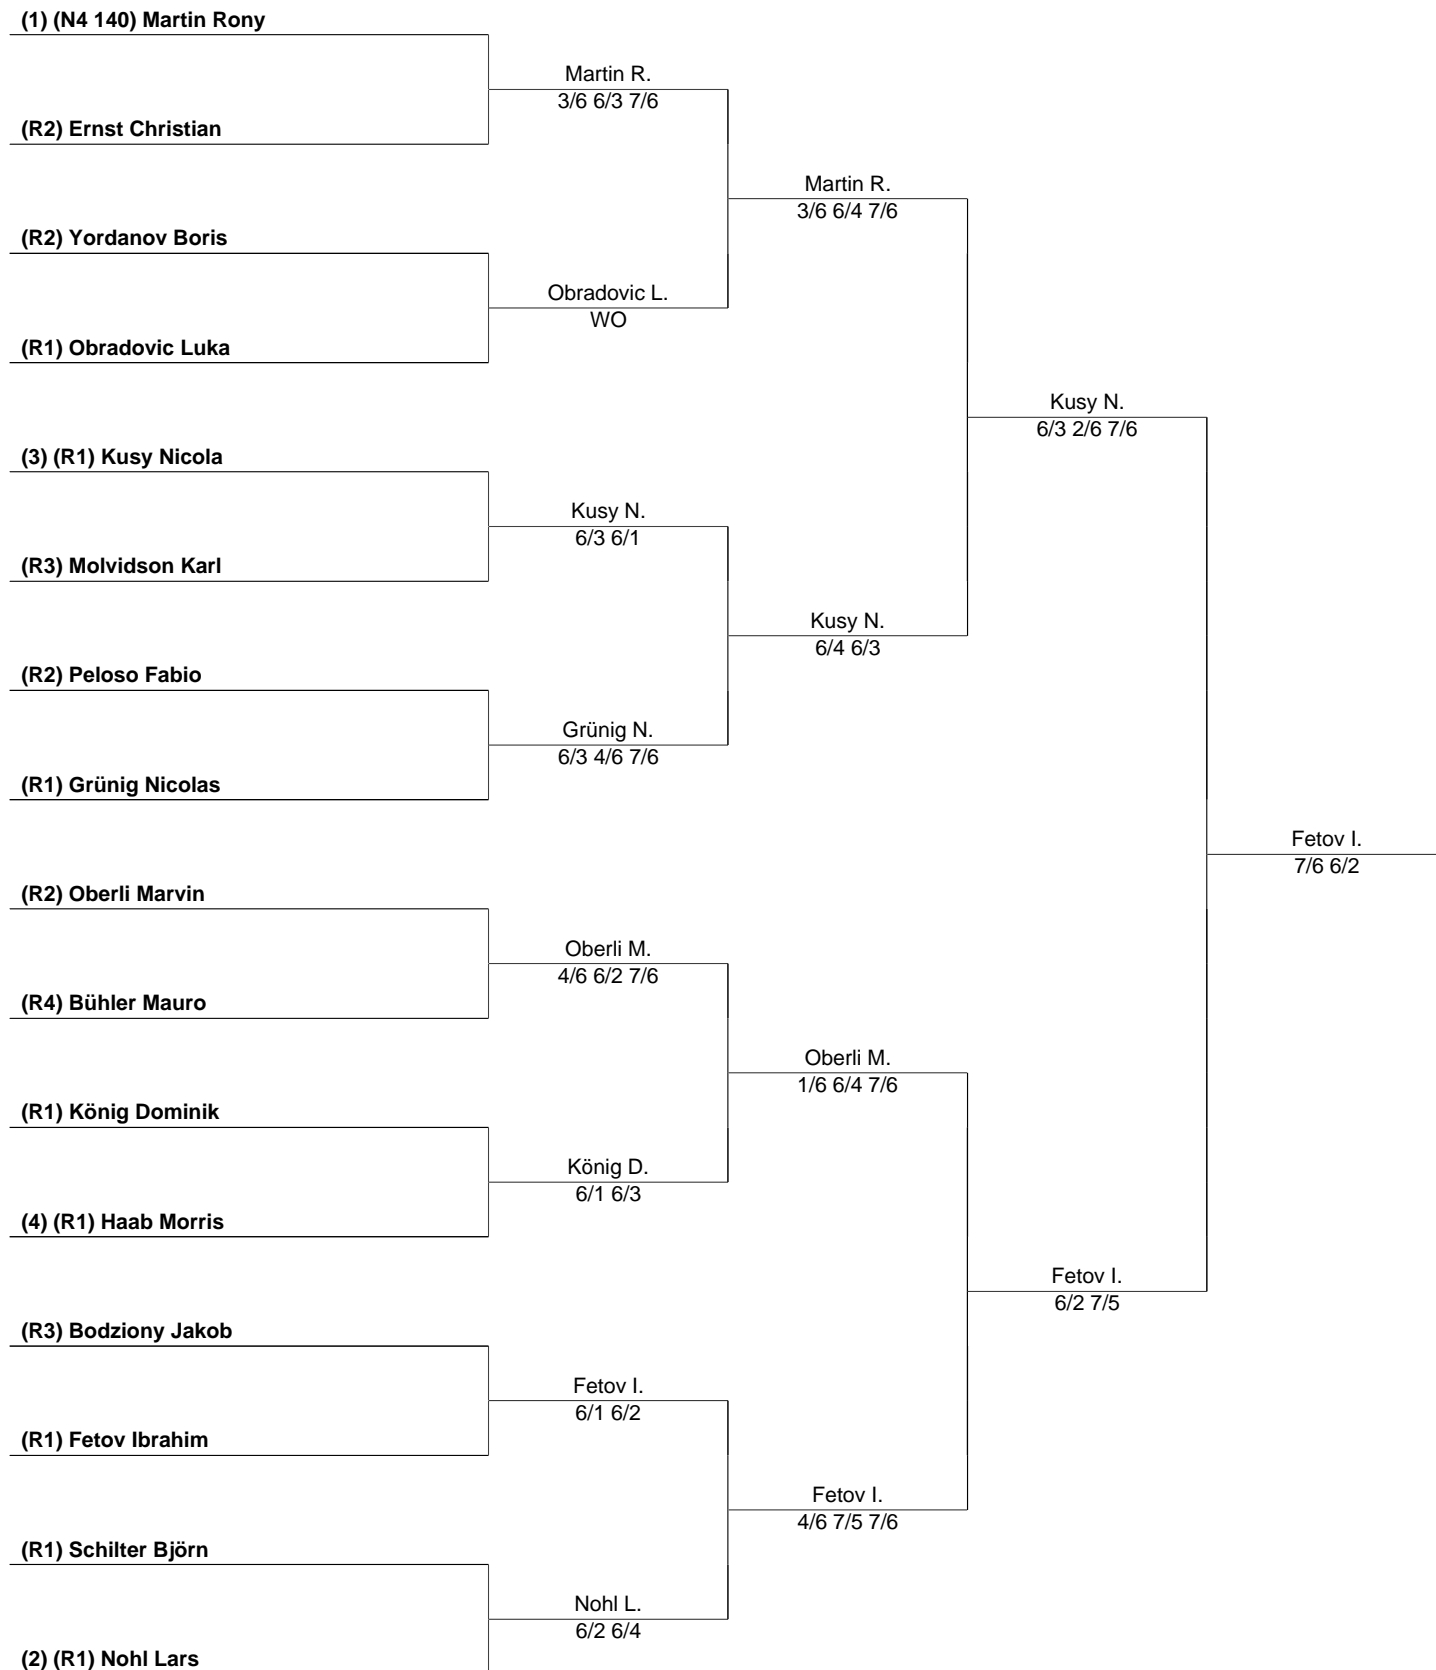 (1) (N4 140) Martin Rony
Martin R.
3/6 6/3 7/6
(R2) Ernst Christian
Martin R.
3/6 6/4 7/6
(R2) Yordanov Boris
Obradovic L.
WO
(R1) Obradovic Luka
Kusy N.
6/3 2/6 7/6
(3) (R1) Kusy Nicola
Kusy N.
6/3 6/1
(R3) Molvidson Karl
Kusy N.
6/4 6/3
(R2) Peloso Fabio
Grünig N.
6/3 4/6 7/6
(R1) Grünig Nicolas
Fetov I.
7/6 6/2
(R2) Oberli Marvin
Oberli M.
4/6 6/2 7/6
(R4) Bühler Mauro
Oberli M.
1/6 6/4 7/6
(R1) König Dominik
König D.
6/1 6/3
(4) (R1) Haab Morris
Fetov I.
6/2 7/5
(R3) Bodziony Jakob
Fetov I.
6/1 6/2
(R1) Fetov Ibrahim
Fetov I.
4/6 7/5 7/6
(R1) Schilter Björn
Nohl L.
6/2 6/4
(2) (R1) Nohl Lars